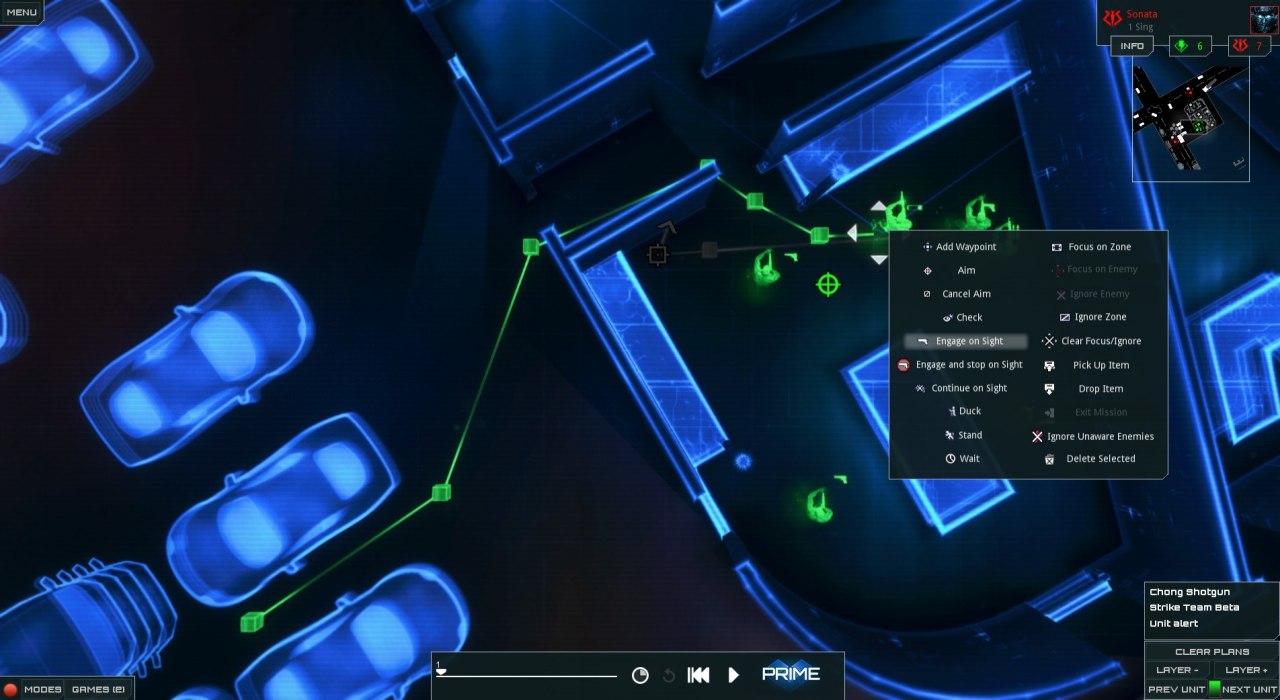 MENU
Sonata
1 Sing
INFO
6
7
Add Waypoint
Focus on Zone
Aim
Focus on Enemy
Cancel Aim
Ignore Enemy
Check
Ignore Zone
Engage on Sight
Clear Focus/Ignore
Engage and stop on Sight
Pick Up Item
Continue on Sight
Drop Item
Duck
Exit Mission
Stand
Ignore Unaware Enemies
Wait
Delete Selected
Chong Shotgun
Strike Team Beta
Unit alert
CLEAR PLANS
LAYER -
LAYER +
PREV UNIT
NEXT UNIT
1
PRIME
MODES
GAMES (2)